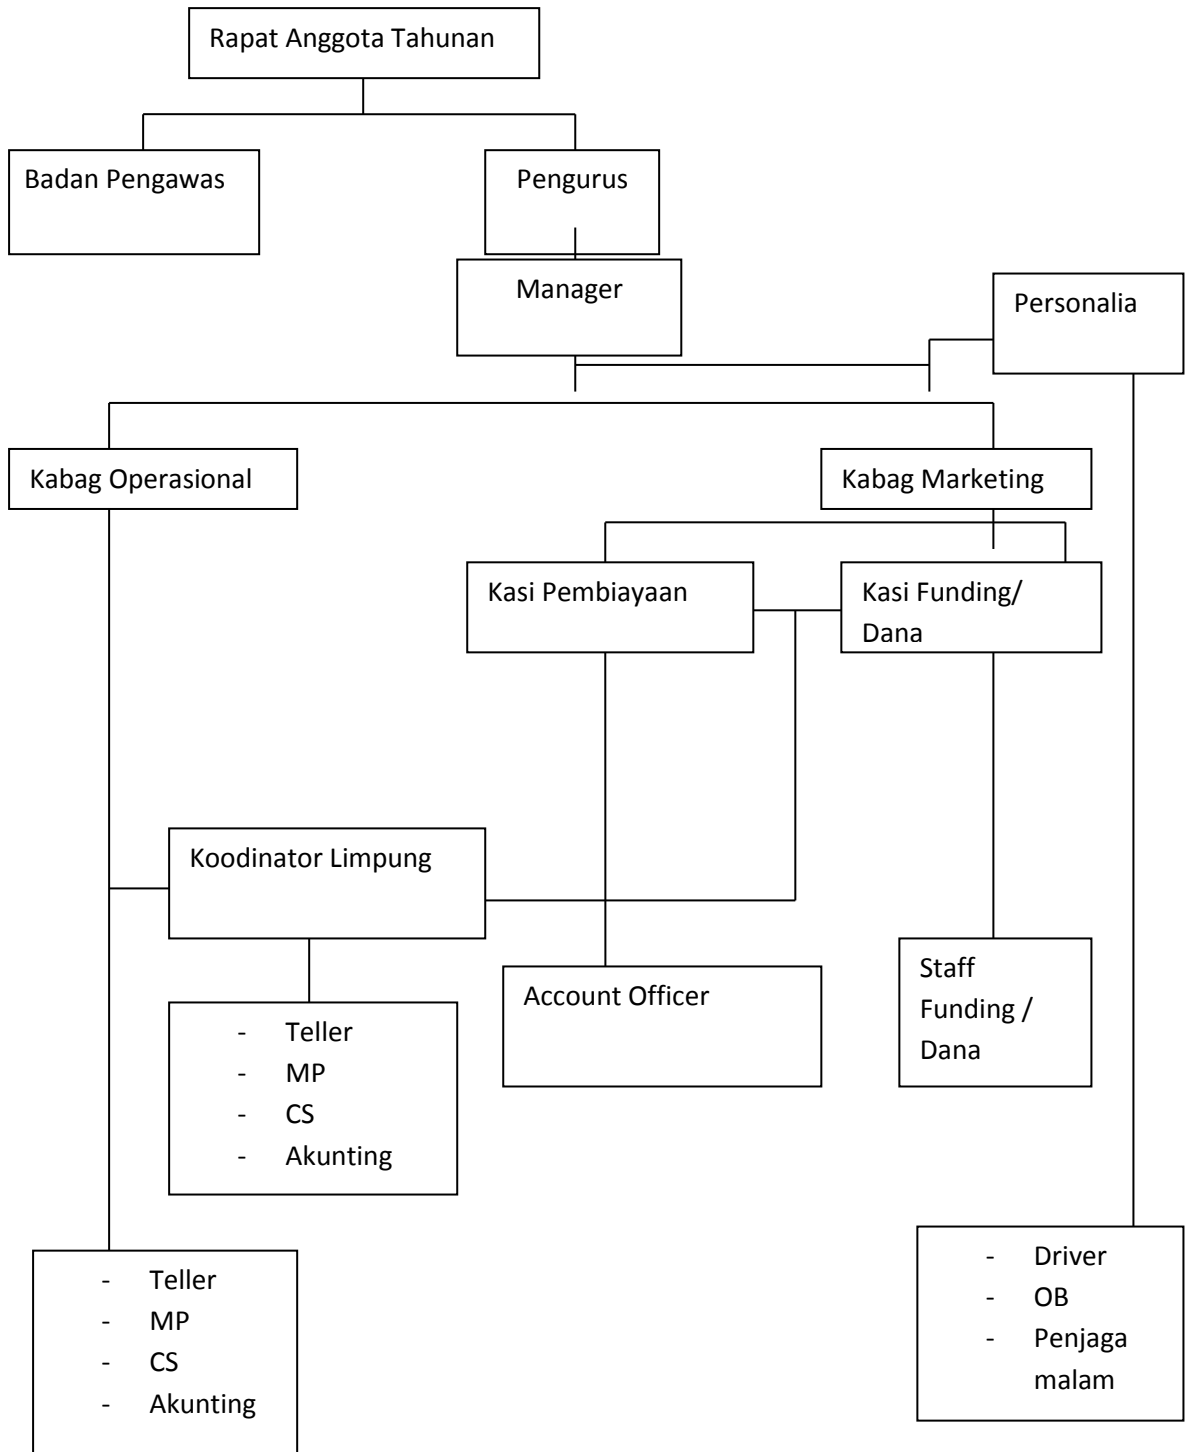 Rapat Anggota Tahunan
Badan Pengawas
Pengurus
Manager
Personalia
Kabag Operasional
Kabag Marketing
Kasi Pembiayaan
Kasi Funding/
Dana
Koodinator Limpung
Account Officer
Staff
Funding /
Dana
- Teller
- MP
- CS
- Akunting
- Teller
- MP
- CS
- Akunting
- Driver
- OB
- Penjaga
malam